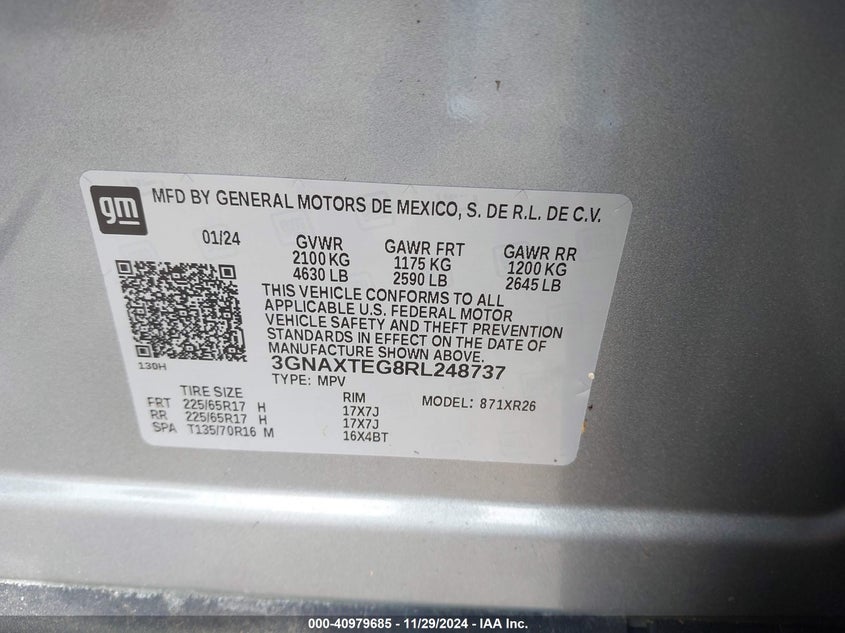 gm
MFD BY GENERAL MOTORS DE MEXICO, S. DE R.L. DE C.V.
01/24 GVWR GAWR FRT GAWR RR
2100 KG 1175 KG 1200 KG
4630 LB 2590 LB 2645 LB
THIS VEHICLE CONFORMS TO ALL
APPLICABLE U.S. FEDERAL MOTOR
VEHICLE SAFETY AND THEFT PREVENTION
STANDARDS IN EFFECT ON THE DATE OF
MANUFACTURE SHOWN ABOVE.
130H 3GNAXTEG8RL248737
TYPE: MPV
TIRE SIZE RIM MODEL: 871XR26
FRT 225/65R17 H 17X7J
RR 225/65R17 H 17X7J
SPA T135/70R16 M 16X4BT
000-40979685 - 11/29/2024 - IAA Inc.